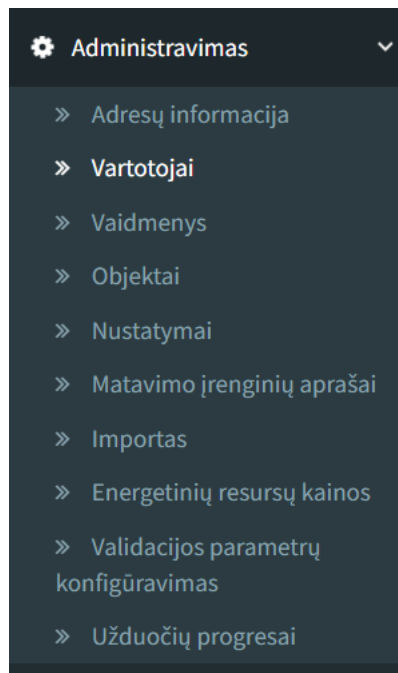 Administravimas
Adresų informacija
Vartotojai
Vaidmenys
Objektai
Nustatymai
Matavimo įrenginių aprašai
Importas
Energetinių resursų kainos
Validacijos parametrų
konfigūravimas
Užduočių progresai